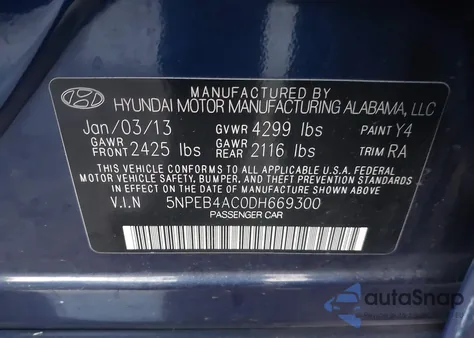 MANUFACTURED BY
HYUNDAI MOTOR MANUFACTURING ALABAMA, LLC
Jan/03/13 GVWR 4299 lbs PAINT Y4
GAWR FRONT 2425 lbs GAWR REAR 2116 lbs TRIM RA
THIS VEHICLE CONFORMS TO ALL APPLICABLE U.S.A. FEDERAL
MOTOR VEHICLE SAFETY, BUMPER, AND THEFT PREVENTION
STANDARDS IN EFFECT ON THE DATE OF MANUFACTURE SHOWN ABOVE.
V.I.N 5NPEB4AC0DH669300
PASSENGER CAR
autoSnap